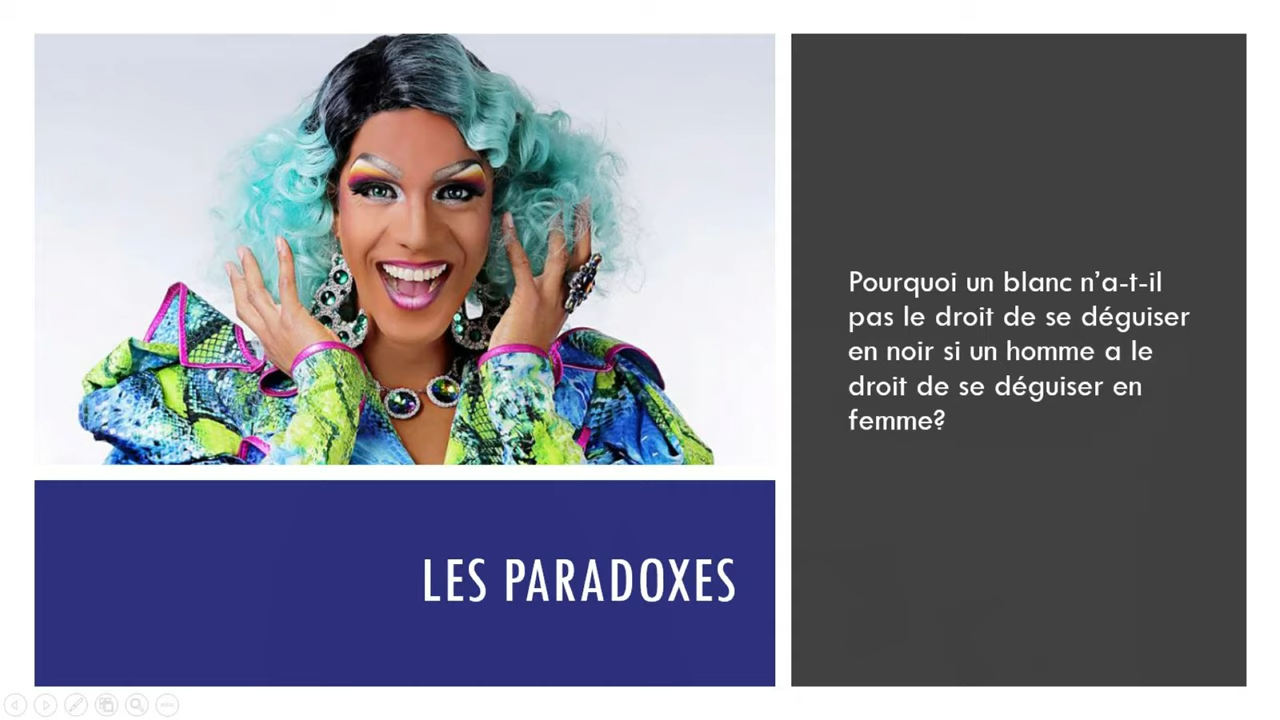 Pourquoi un blanc n’a-t-il
pas le droit de se déguiser
en noir si un homme a le
droit de se déguiser en
femme?
LES PARADOXES